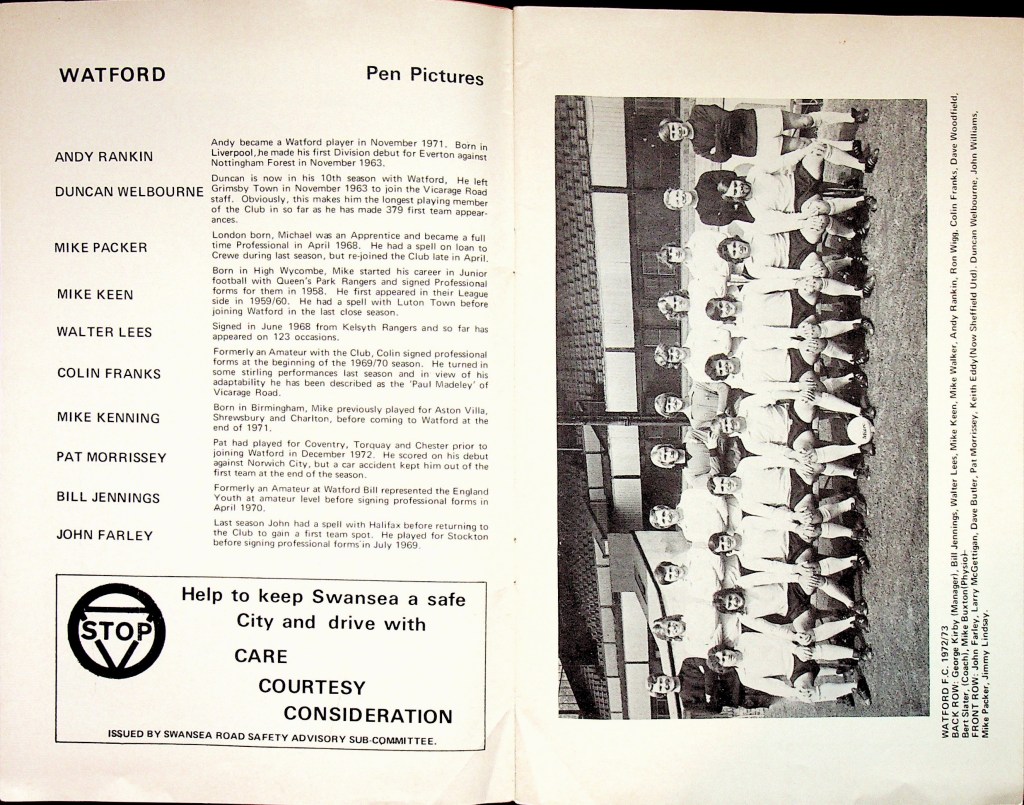 WATFORD
Pen Pictures
ANDY RANKIN
Andy became a Watford player in November 1971. Born in
Liverpool, he made his first Division debut for Everton against
Nottingham Forest in November 1963.
DUNCAN WELBOURNE
Duncan is now in his 10th season with Watford, He left
Grimsby Town in November 1963 to join the Vicarage Road
staff. Obviously, this makes him the longest playing member
of the Club in so far as he has made 379 first team appear-
ances.
MIKE PACKER
London born, Michael was an Apprentice and became a full
time Professional in April 1968. He had a spell on loan to
Crewe during last season, but re-joined the Club late in April.
MIKE KEEN
Born in High Wycombe, Mike started his career in Junior
football with Queen's Park Rangers and signed Professional
forms for them in 1958. He first appeared in their League
side in 1959/60. He had a spell with Luton Town before
joining Watford in the last close season.
WALTER LEES
Signed in June 1968 from Kelsyth Rangers and so far has
appeared on 123 occasions.
COLIN FRANKS
Formerly an Amateur with the Club, Colin signed professional
forms at the beginning of the 1969/70 season. He turned in
some stirling performances last season and in view of his
adaptability he has been described as the 'Paul Madeley' of
Vicarage Road.
MIKE KENNING
Born in Birmingham, Mike previously played for Aston Villa,
Shrewsbury and Charlton, before coming to Watford at the
end of 1971.
PAT MORRISSEY
Pat had played for Coventry, Torquay and Chester prior to
joining Watford in December 1972. He scored on his debut
against Norwich City, but a car accident kept him out of the
first team at the end of the season.
BILL JENNINGS
Formerly an Amateur at Watford Bill represented the England
Youth at amateur level before signing professional forms in
April 1970.
JOHN FARLEY
Last season John had a spell with Halifax before returning to
the Club to gain a first team spot. He played for Stockton
before signing professional forms in July 1969.
STOP
Help to keep Swansea a safe
City and drive with
CARE
COURTESY
CONSIDERATION
ISSUED BY SWANSEA ROAD SAFETY ADVISORY SUB-COMMITTEE.
WATFORD F.C. 1972/73
BACK ROW: George Kirby (Manager), Bill Jennings, Walter Lees, Mike Keen, Mike Walker, Andy Rankin, Ron Wigg, Colin Franks, Dave Woodfield,
Bert Slater, (Coach), Mike Buxton(Physio)
FRONT ROW: John Farley, Larry McGettigan, Dave Butler, Pat Morrissey, Keith Eddy(Now Sheffield Utd). Duncan Welbourne, John Williams,
Mike Packer, Jimmy Lindsay.